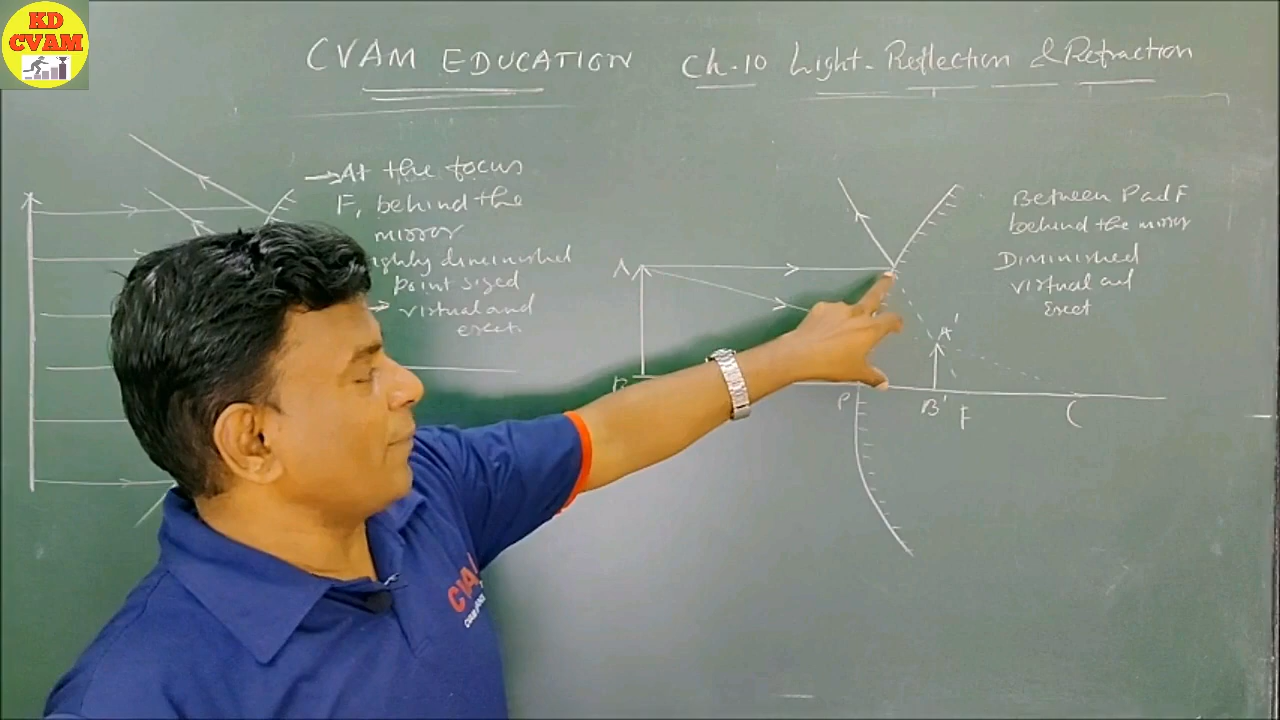 KD
CVAM
CVAM EDUCATION Ch-10 Light-Reflection & Refraction
At the focus
F, behind the
mirror
ighly diminished
point sized
virtual and
erect
A
B
P
A'
B'
F
C
Between P and F
behind the mirror
Diminished
virtual and
Erect